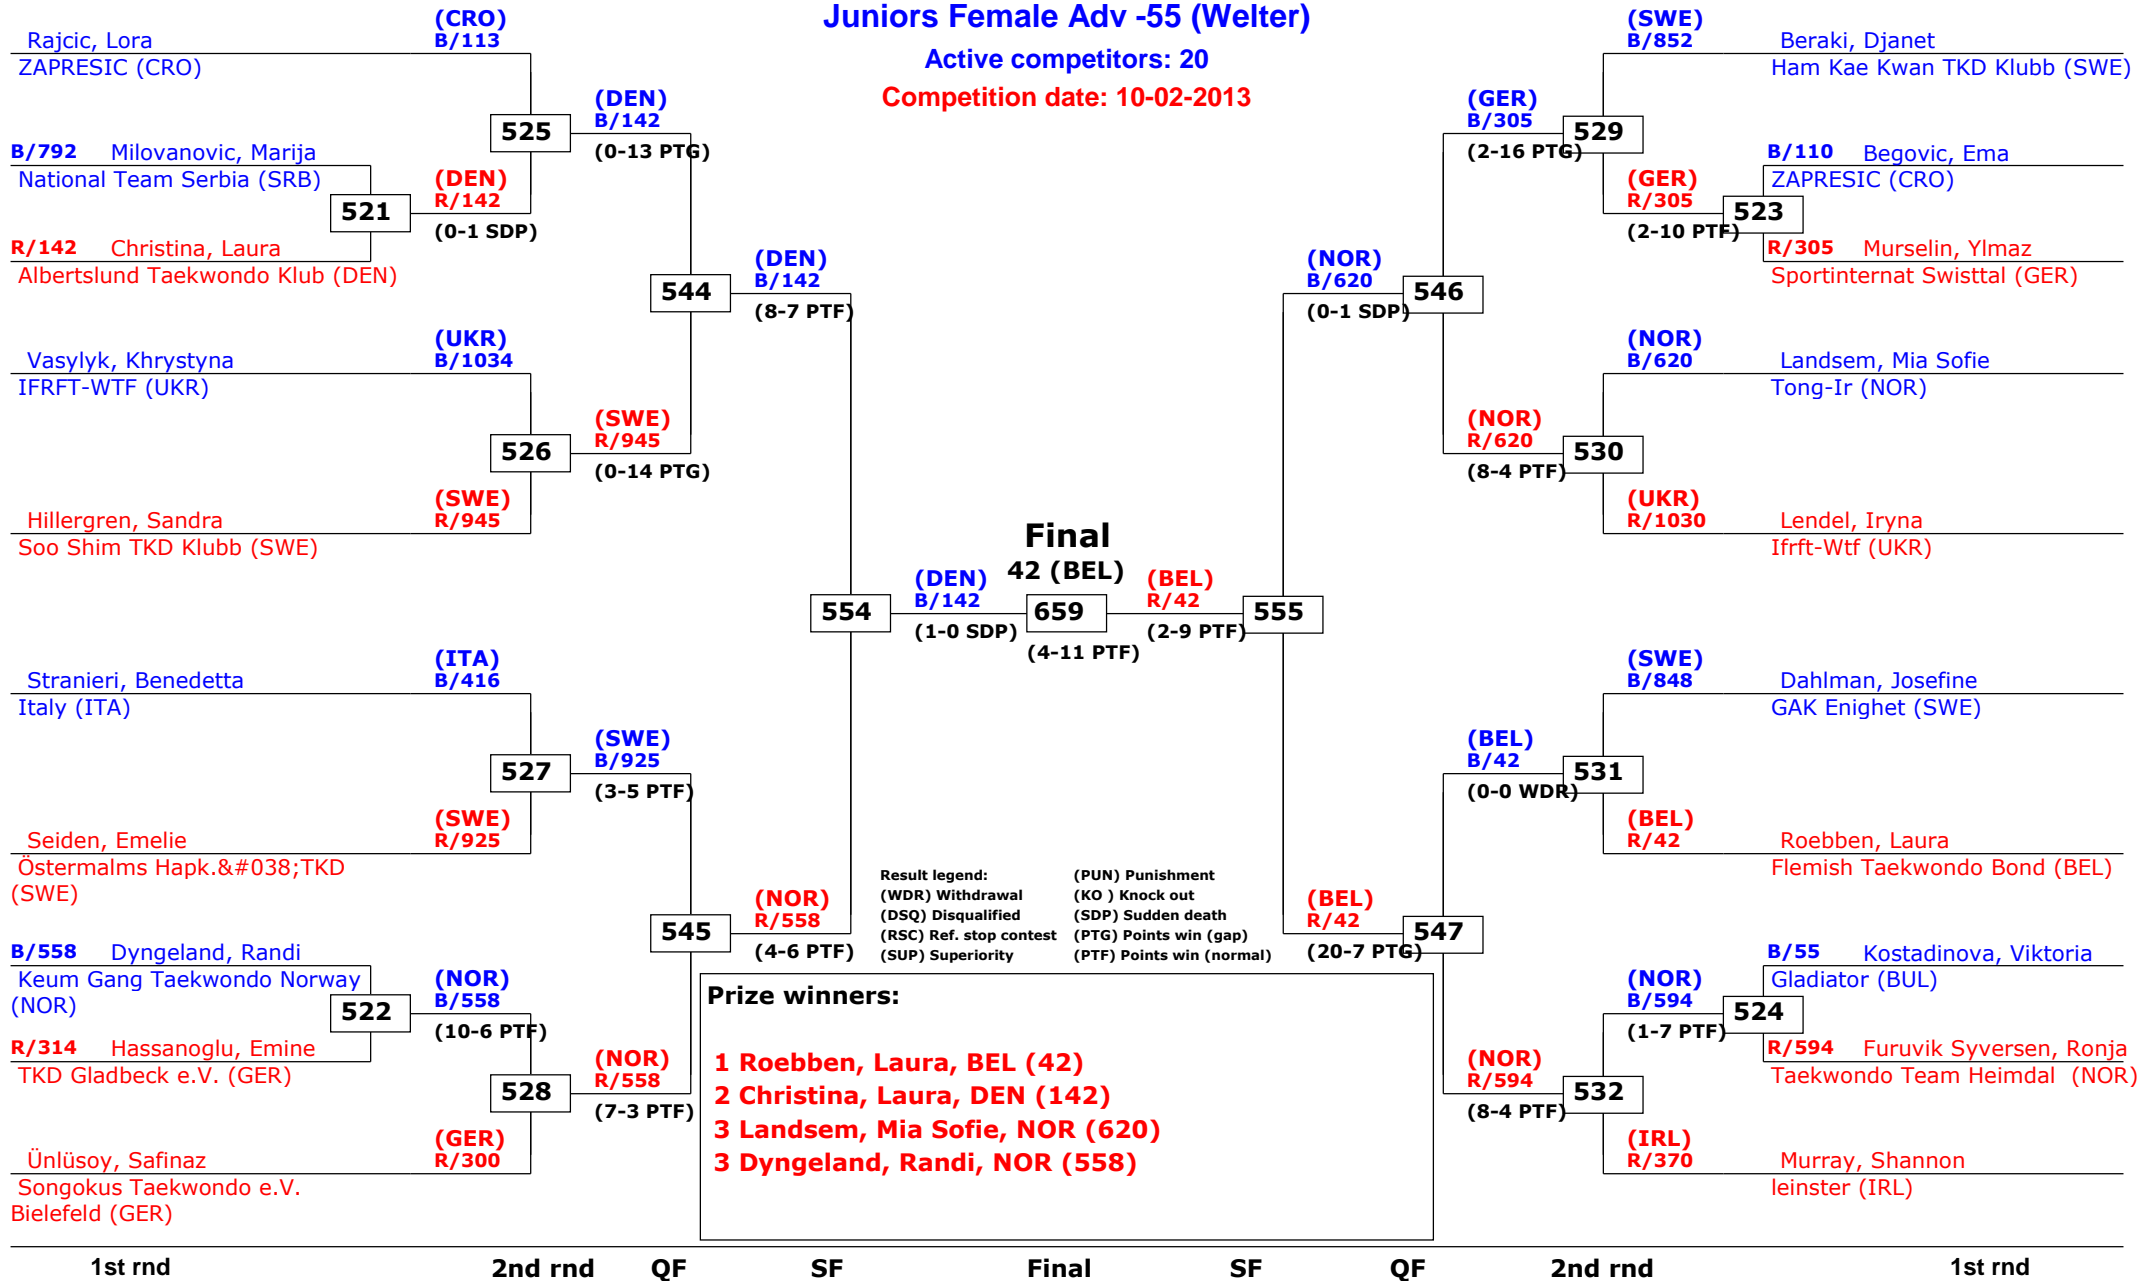 Juniors Female Adv -55 (Welter)
Active competitors: 20
Competition date: 10-02-2013
Rajcic, Lora
ZAPRESIC (CRO)
(CRO)
B/113
B/792 Milovanovic, Marija
National Team Serbia (SRB)
521
R/142 Christina, Laura
Albertslund Taekwondo Klub (DEN)
(DEN)
R/142
(0-1 SDP)
525
(DEN)
B/142
(0-13 PTG)
Vasylyk, Khrystyna
IFRFT-WTF (UKR)
(UKR)
B/1034
526
Hillergren, Sandra
Soo Shim TKD Klubb (SWE)
(SWE)
R/945
(SWE)
R/945
(0-14 PTG)
544
(DEN)
B/142
(8-7 PTF)
Stranieri, Benedetta
Italy (ITA)
(ITA)
B/416
527
Seiden, Emelie
Östermalms Hapk.&#038;TKD
(SWE)
(SWE)
R/925
(SWE)
B/925
(3-5 PTF)
B/558 Dyngeland, Randi
Keum Gang Taekwondo Norway
(NOR)
522
R/314 Hassanoglu, Emine
TKD Gladbeck e.V. (GER)
(NOR)
B/558
(10-6 PTF)
528
Ünlüsoy, Safinaz
Songokus Taekwondo e.V.
Bielefeld (GER)
(GER)
R/300
(NOR)
R/558
(7-3 PTF)
545
(NOR)
R/558
(4-6 PTF)
554
(DEN)
B/142
(1-0 SDP)
Final
42 (BEL)
659
(4-11 PTF)
(BEL)
R/42
(2-9 PTF)
555
(SWE)
B/852
Beraki, Djanet
Ham Kae Kwan TKD Klubb (SWE)
(GER)
B/305
(2-16 PTG)
529
B/110 Begovic, Ema
ZAPRESIC (CRO)
(GER)
R/305
(2-10 PTF)
523
R/305 Murselin, Ylmaz
Sportinternat Swisttal (GER)
(NOR)
B/620
(0-1 SDP)
546
(NOR)
B/620
Landsem, Mia Sofie
Tong-Ir (NOR)
(NOR)
R/620
(8-4 PTF)
530
(UKR)
R/1030
Lendel, Iryna
Ifrft-Wtf (UKR)
(SWE)
B/848
Dahlman, Josefine
GAK Enighet (SWE)
(BEL)
B/42
(0-0 WDR)
531
(BEL)
R/42
Roebben, Laura
Flemish Taekwondo Bond (BEL)
(BEL)
R/42
(20-7 PTG)
547
B/55 Kostadinova, Viktoria
Gladiator (BUL)
(NOR)
B/594
(1-7 PTF)
524
R/594 Furuvik Syversen, Ronja
Taekwondo Team Heimdal (NOR)
(NOR)
R/594
(8-4 PTF)
532
(IRL)
R/370
Murray, Shannon
leinster (IRL)
Result legend:
(WDR) Withdrawal
(DSQ) Disqualified
(RSC) Ref. stop contest
(SUP) Superiority
(PUN) Punishment
(KO ) Knock out
(SDP) Sudden death
(PTG) Points win (gap)
(PTF) Points win (normal)
Prize winners:
1 Roebben, Laura, BEL (42)
2 Christina, Laura, DEN (142)
3 Landsem, Mia Sofie, NOR (620)
3 Dyngeland, Randi, NOR (558)
1st rnd 2nd rnd QF SF Final SF QF 2nd rnd 1st rnd